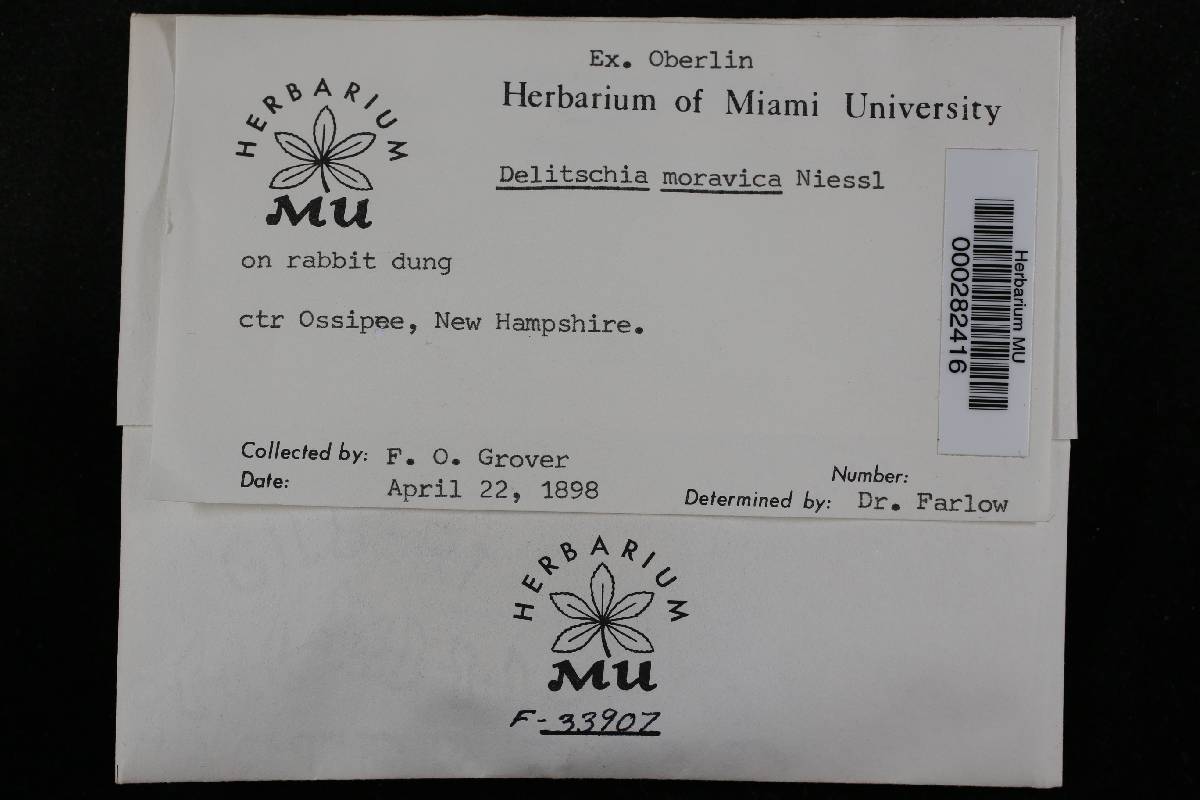 Ex. Oberlin
Herbarium of Miami University
HERBARIUM
MU
Delitschia moravica Niessl
on rabbit dung
ctr Ossipee, New Hampshire.
Herbarium MU
000282416
Collected by: F. O. Grover
Date: April 22, 1898
Number:
Determined by: Dr. Farlow
HERBARIUM
MU
F-33907